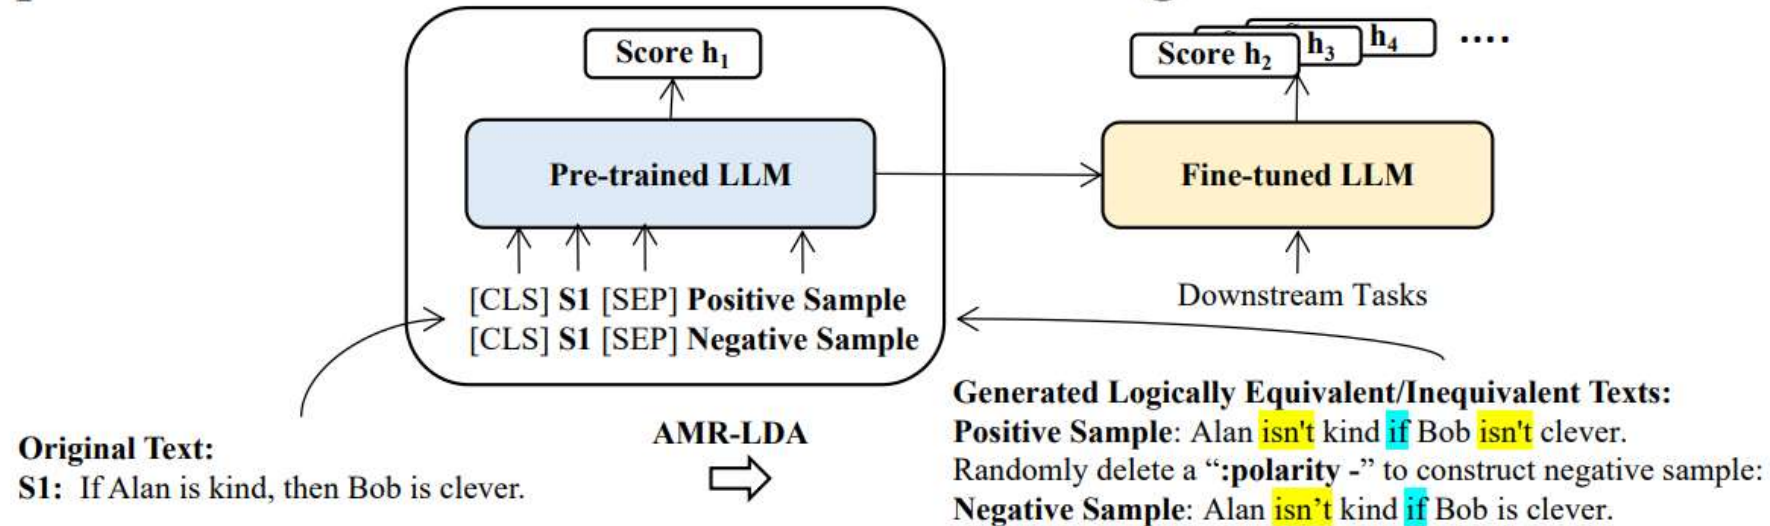 Score h1
Score h2
h3
h4
....
Pre-trained LLM
Fine-tuned LLM
[CLS] S1 [SEP] Positive Sample
[CLS] S1 [SEP] Negative Sample
Downstream Tasks
Original Text:
S1: If Alan is kind, then Bob is clever.
AMR-LDA
Generated Logically Equivalent/Inequivalent Texts:
Positive Sample: Alan isn't kind if Bob isn't clever.
Randomly delete a “:polarity -” to construct negative sample:
Negative Sample: Alan isn’t kind if Bob is clever.